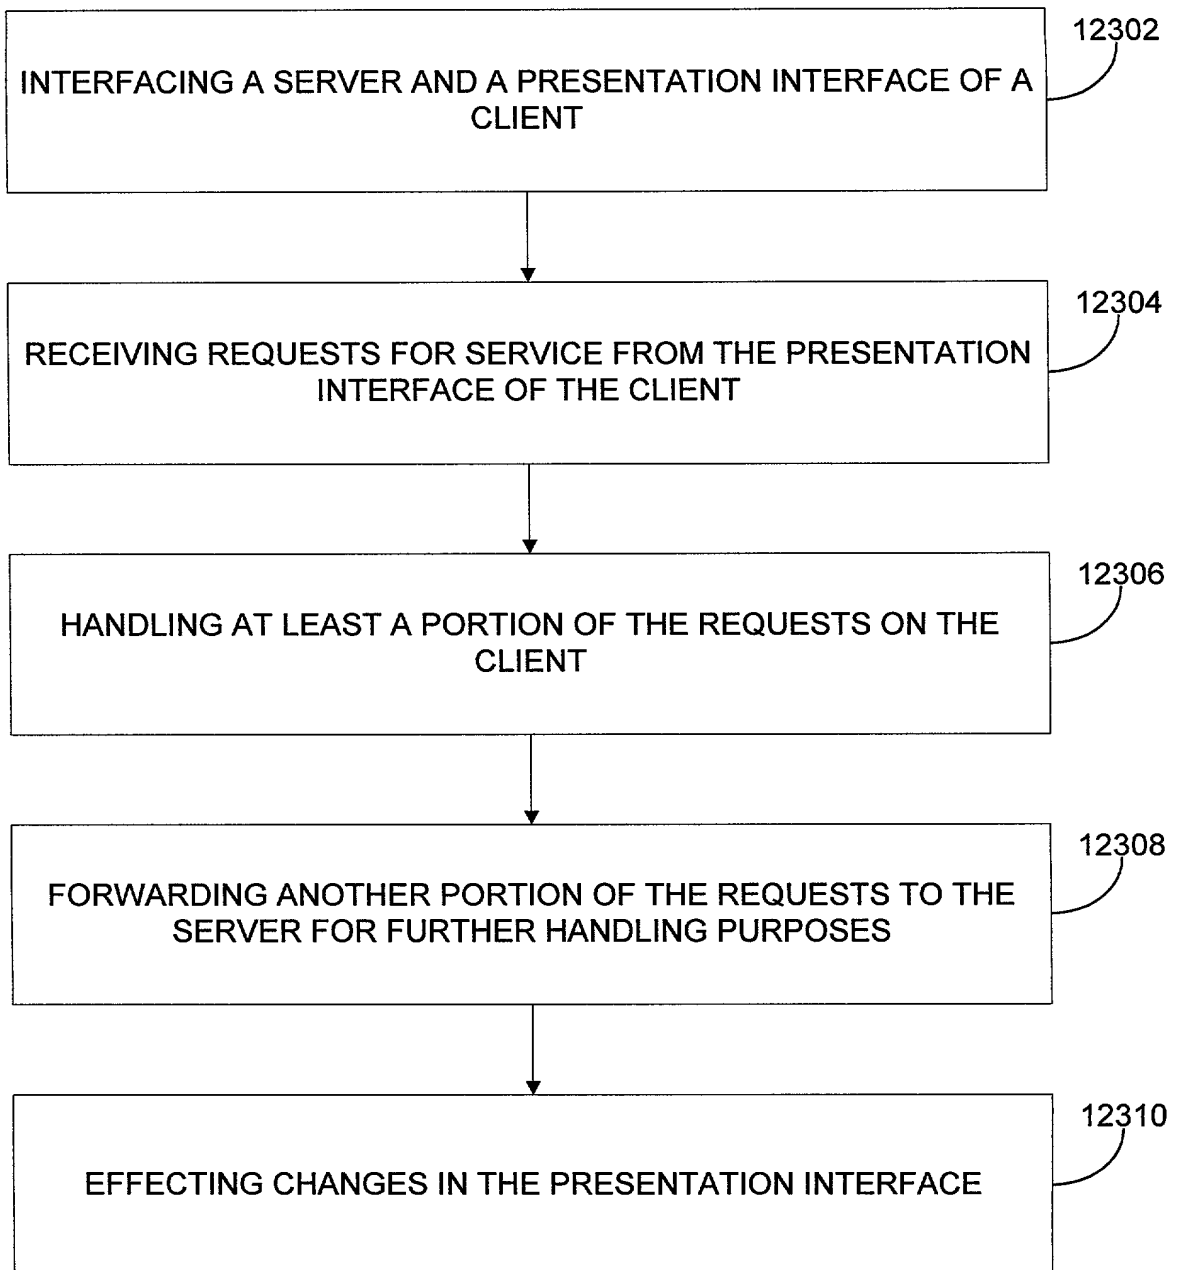 12302
INTERFACING A SERVER AND A PRESENTATION INTERFACE OF A
CLIENT
12304
RECEIVING REQUESTS FOR SERVICE FROM THE PRESENTATION
INTERFACE OF THE CLIENT
12306
HANDLING AT LEAST A PORTION OF THE REQUESTS ON THE
CLIENT
12308
FORWARDING ANOTHER PORTION OF THE REQUESTS TO THE
SERVER FOR FURTHER HANDLING PURPOSES
12310
EFFECTING CHANGES IN THE PRESENTATION INTERFACE